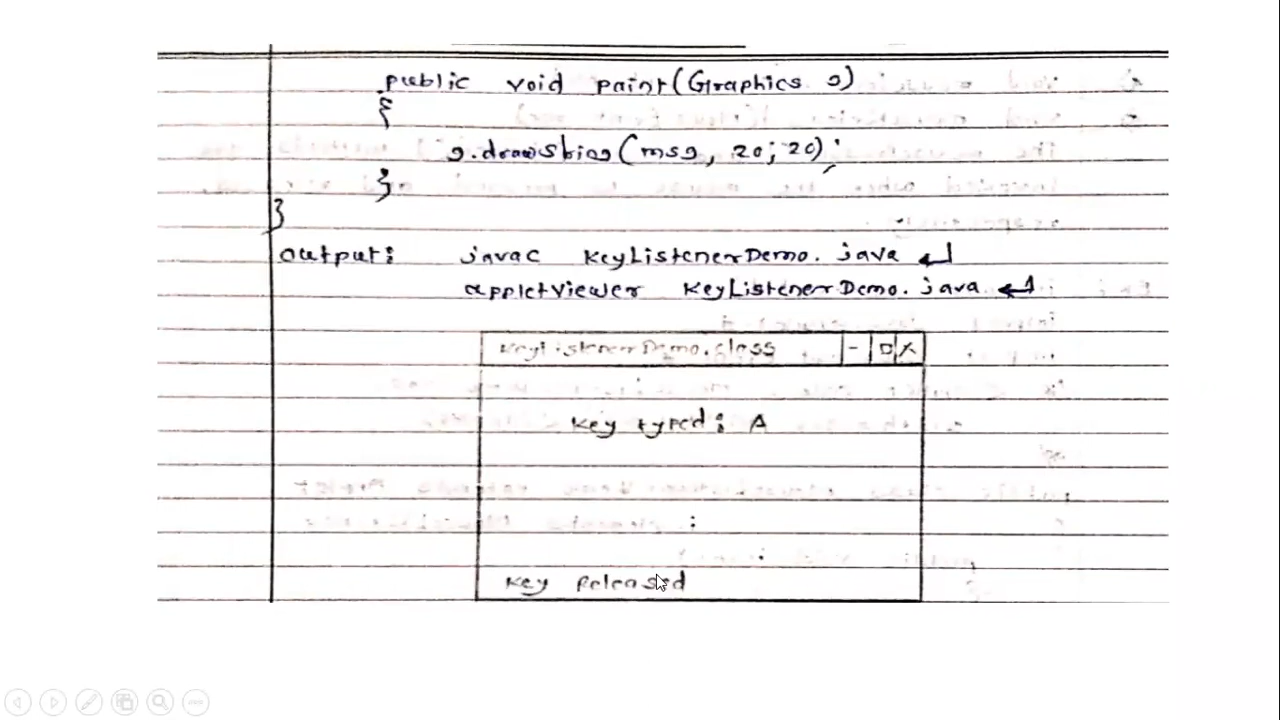 public void paint(Graphics g)
{
g.drawString(msg, 20, 20);
}
}
Output: javac KeyListenerDemo.java ↵
appletviewer KeyListenerDemo.java ↵
KeyListenerDemo.class - □ X
Key typed: A
Key Released